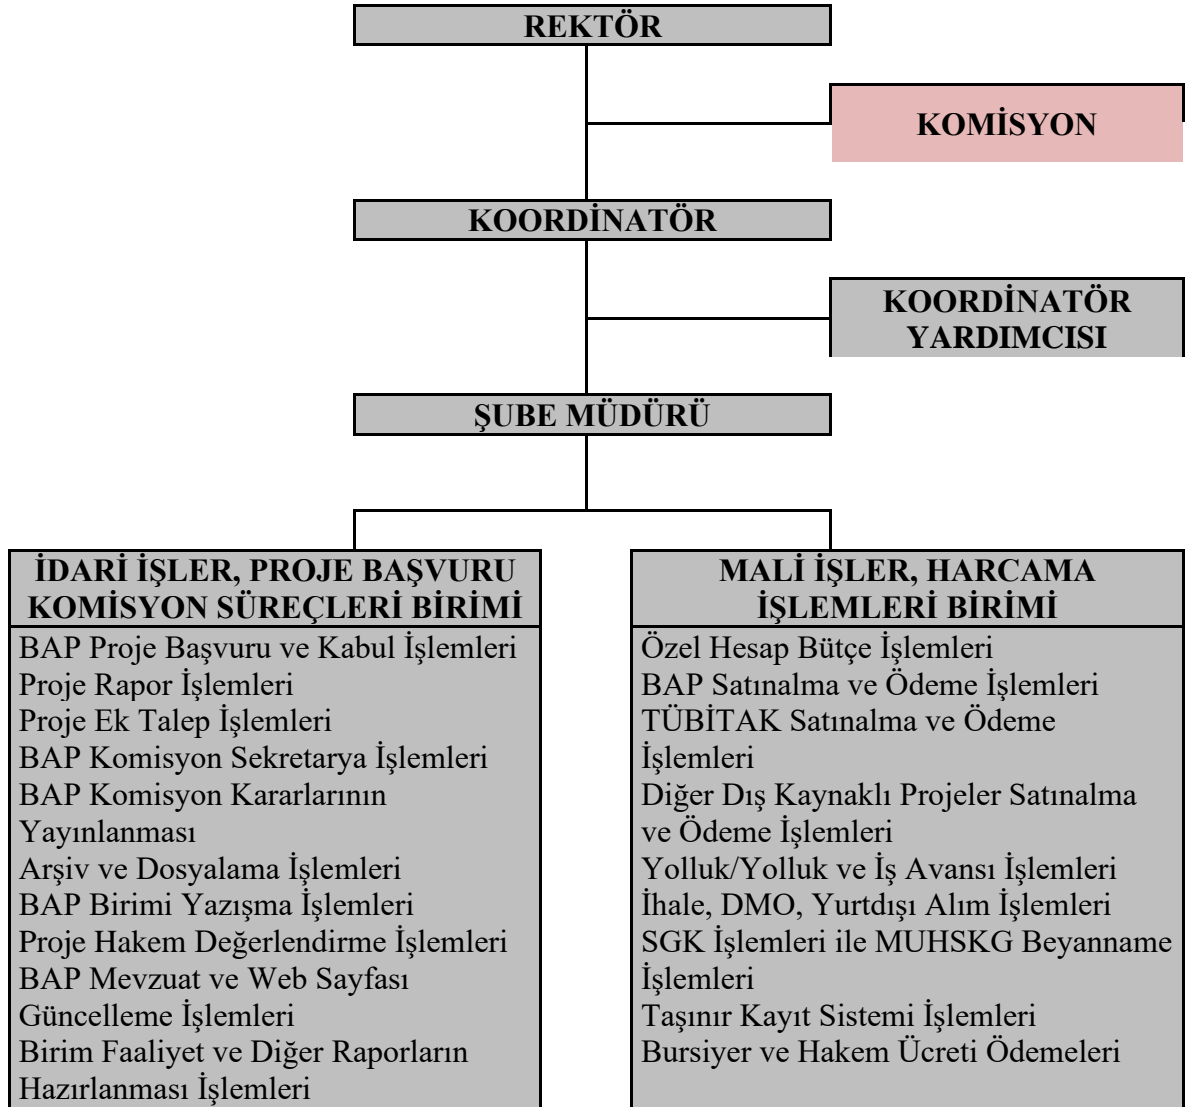 REKTÖR
KOMİSYON
KOORDİNATÖR
KOORDİNATÖR
YARDIMCISI
ŞUBE MÜDÜRÜ
İDARİ İŞLER, PROJE BAŞVURU
KOMİSYON SÜREÇLERİ BİRİMİ
BAP Proje Başvuru ve Kabul İşlemleri
Proje Rapor İşlemleri
Proje Ek Talep İşlemleri
BAP Komisyon Sekretarya İşlemleri
BAP Komisyon Kararlarının
Yayınlanması
Arşiv ve Dosyalama İşlemleri
BAP Birimi Yazışma İşlemleri
Proje Hakem Değerlendirme İşlemleri
BAP Mevzuat ve Web Sayfası
Güncelleme İşlemleri
Birim Faaliyet ve Diğer Raporların
Hazırlanması İşlemleri
MALİ İŞLER, HARCAMA
İŞLEMLERİ BİRİMİ
Özel Hesap Bütçe İşlemleri
BAP Satınalma ve Ödeme İşlemleri
TÜBİTAK Satınalma ve Ödeme
İşlemleri
Diğer Dış Kaynaklı Projeler Satınalma
ve Ödeme İşlemleri
Yolluk/Yolluk ve İş Avansı İşlemleri
İhale, DMO, Yurtdışı Alım İşlemleri
SGK İşlemleri ile MUHSKG Beyanname
İşlemleri
Taşınır Kayıt Sistemi İşlemleri
Bursiyer ve Hakem Ücreti Ödemeleri